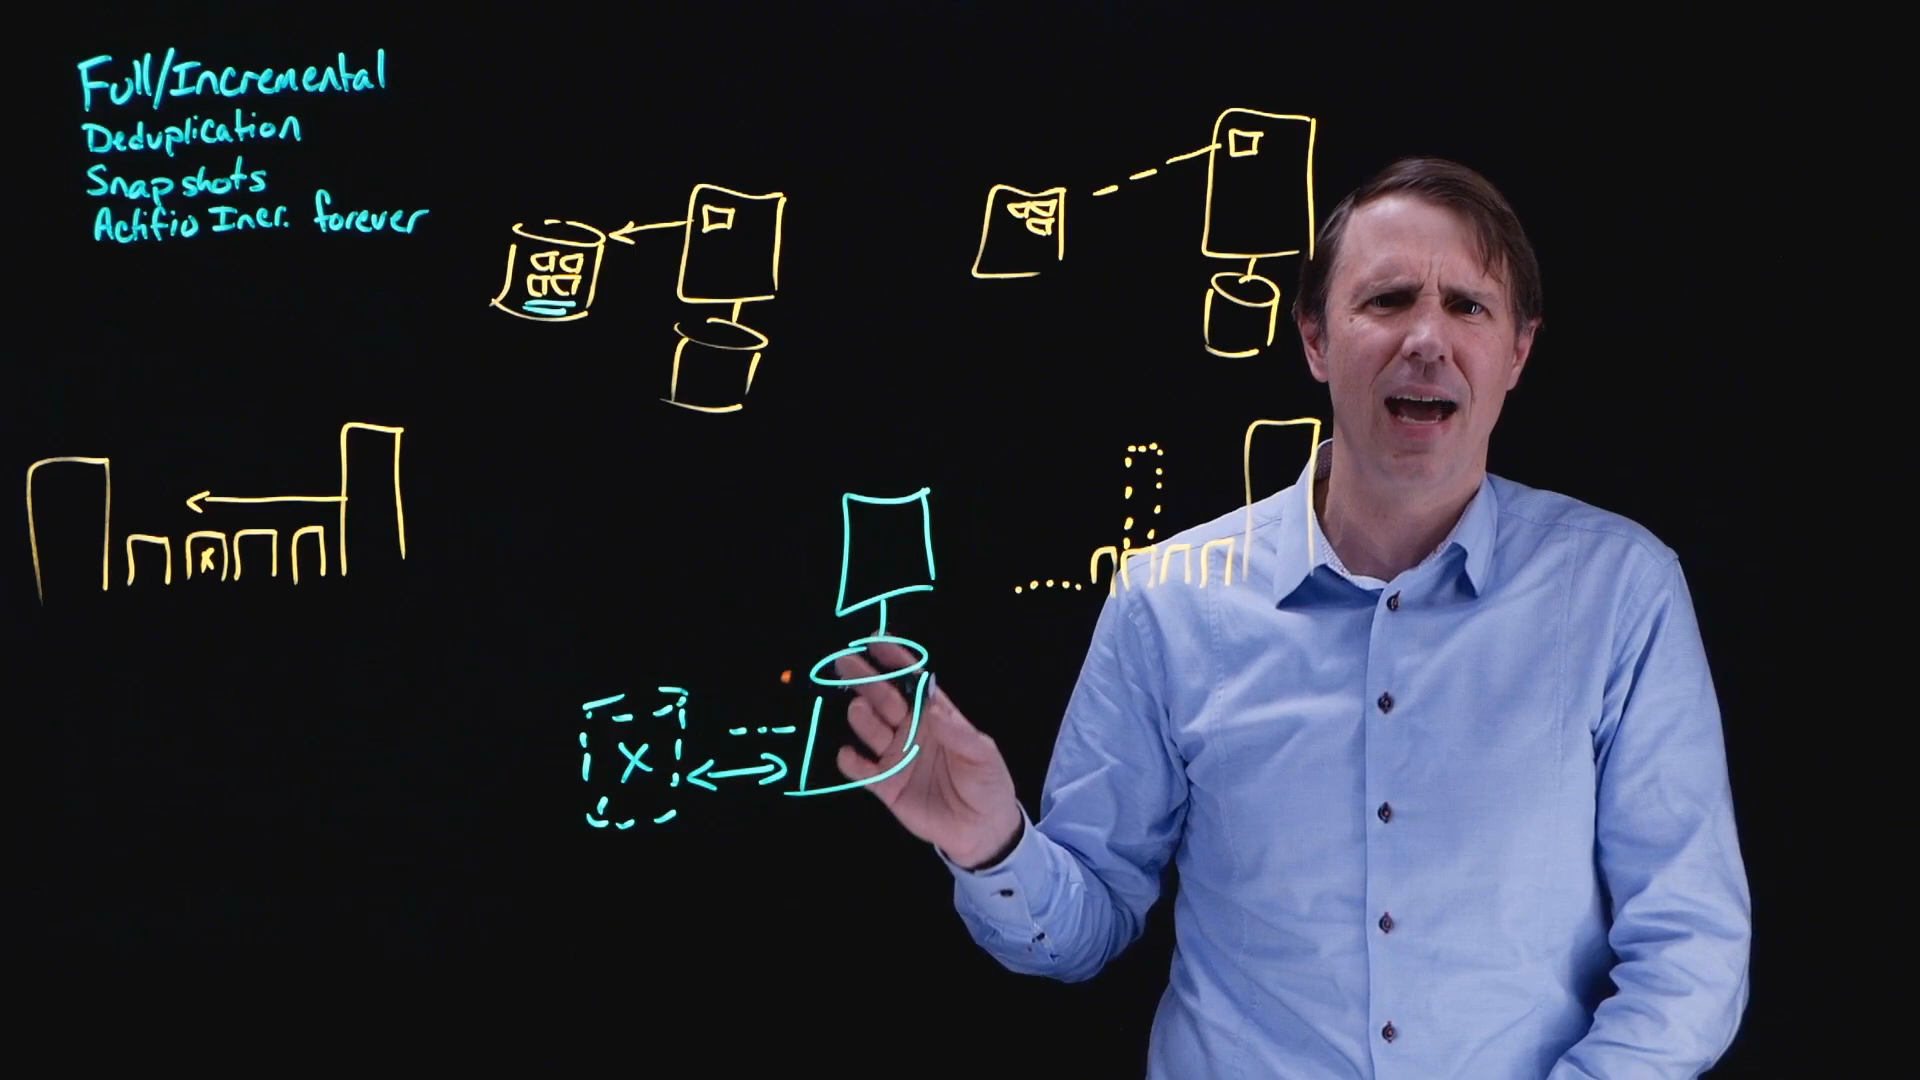 Full/Incremental
Deduplication
Snapshots
Actifio Incr. forever
x
X